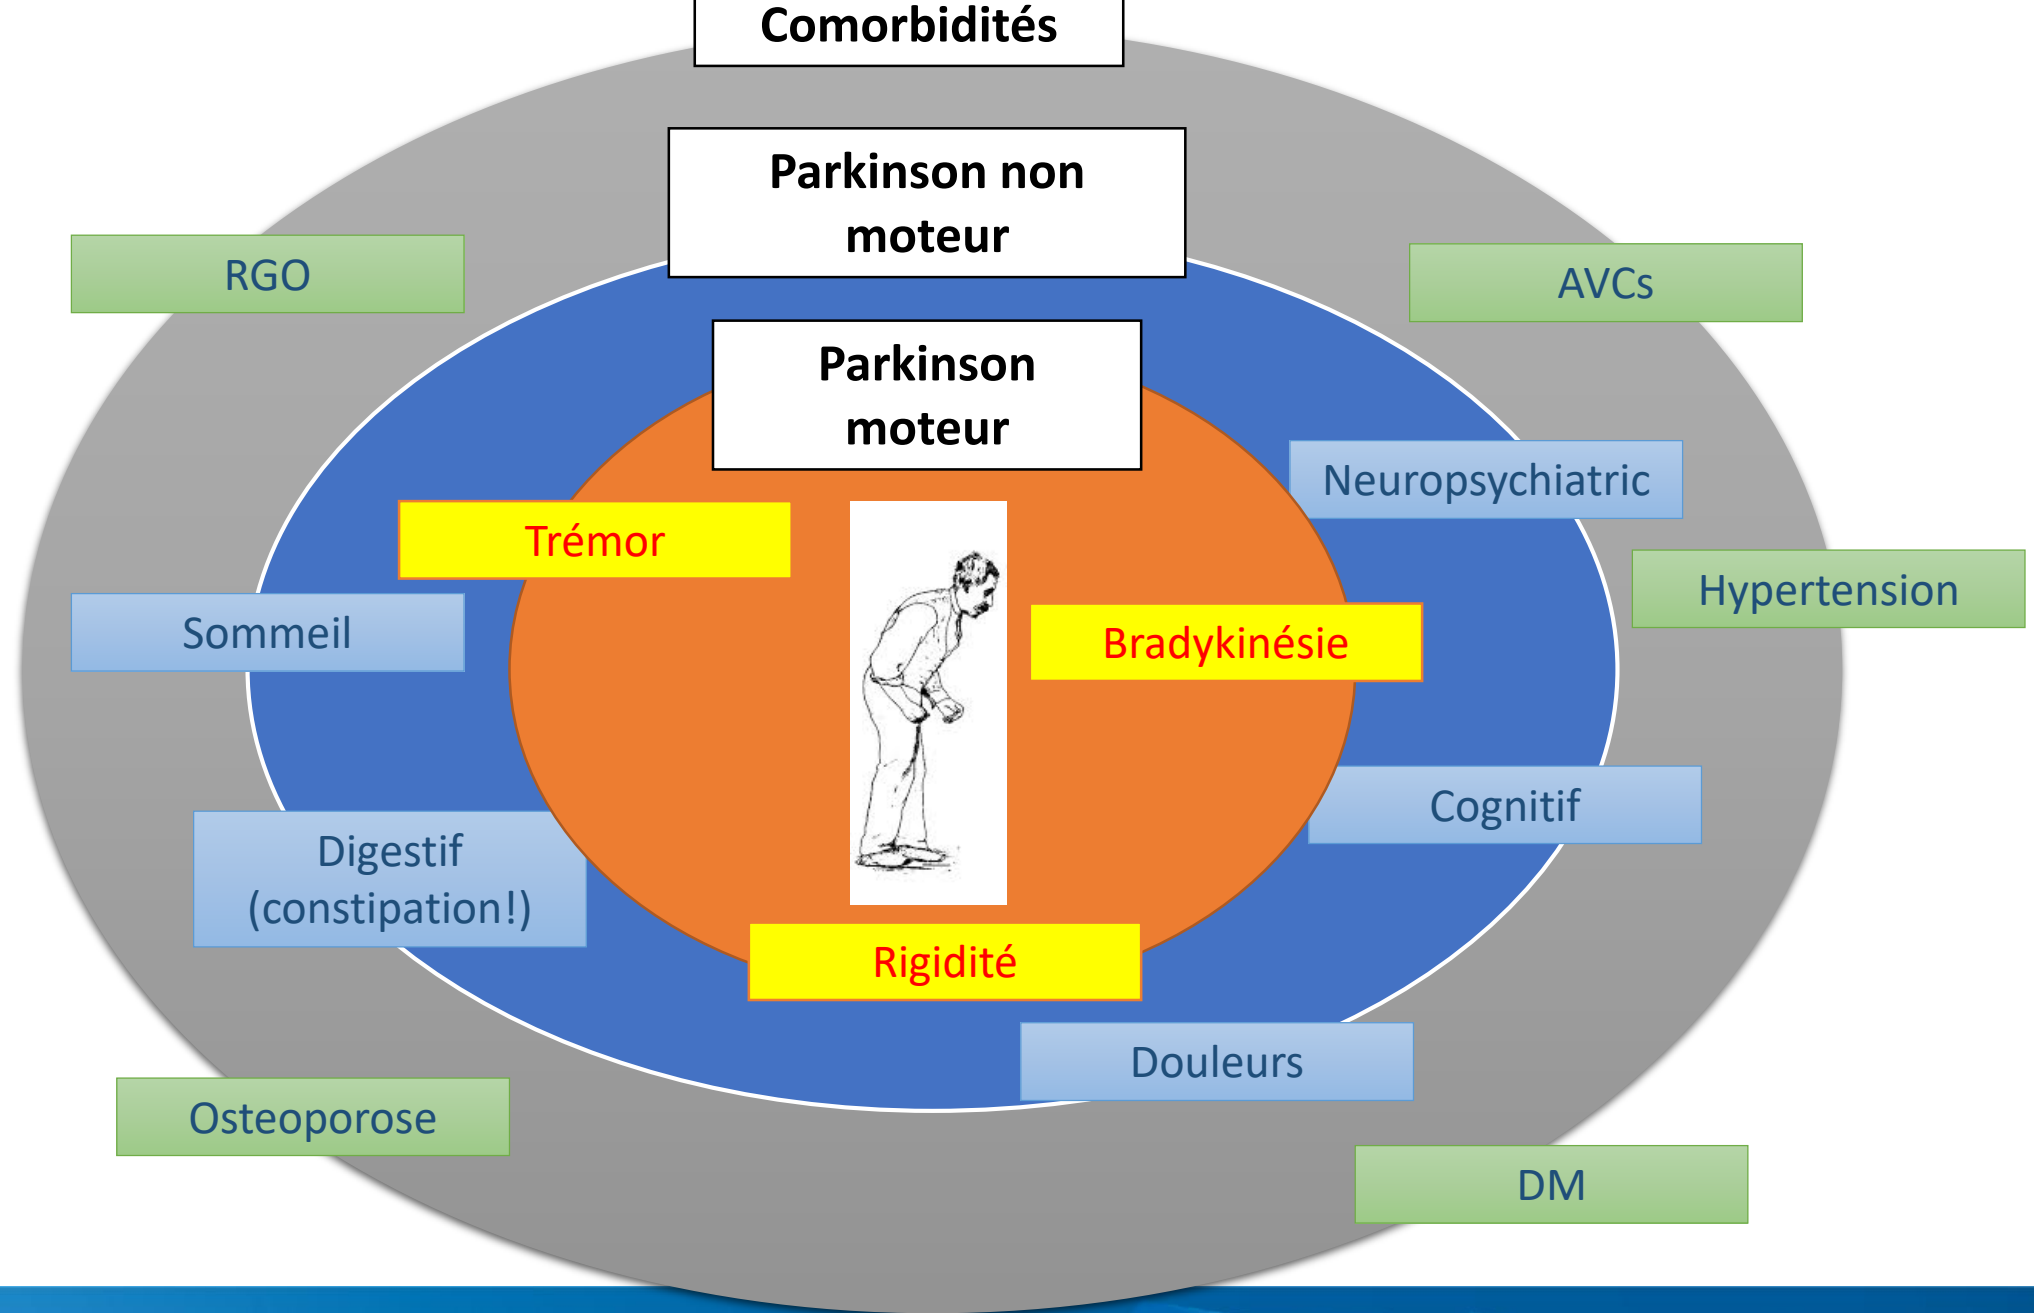 Comorbidités
Parkinson non
moteur
RGO
AVCs
Parkinson
moteur
Neuropsychiatric
Trémor
Hypertension
Sommeil
Bradykinésie
Cognitif
Digestif
(constipation!)
Rigidité
Douleurs
Osteoporose
DM